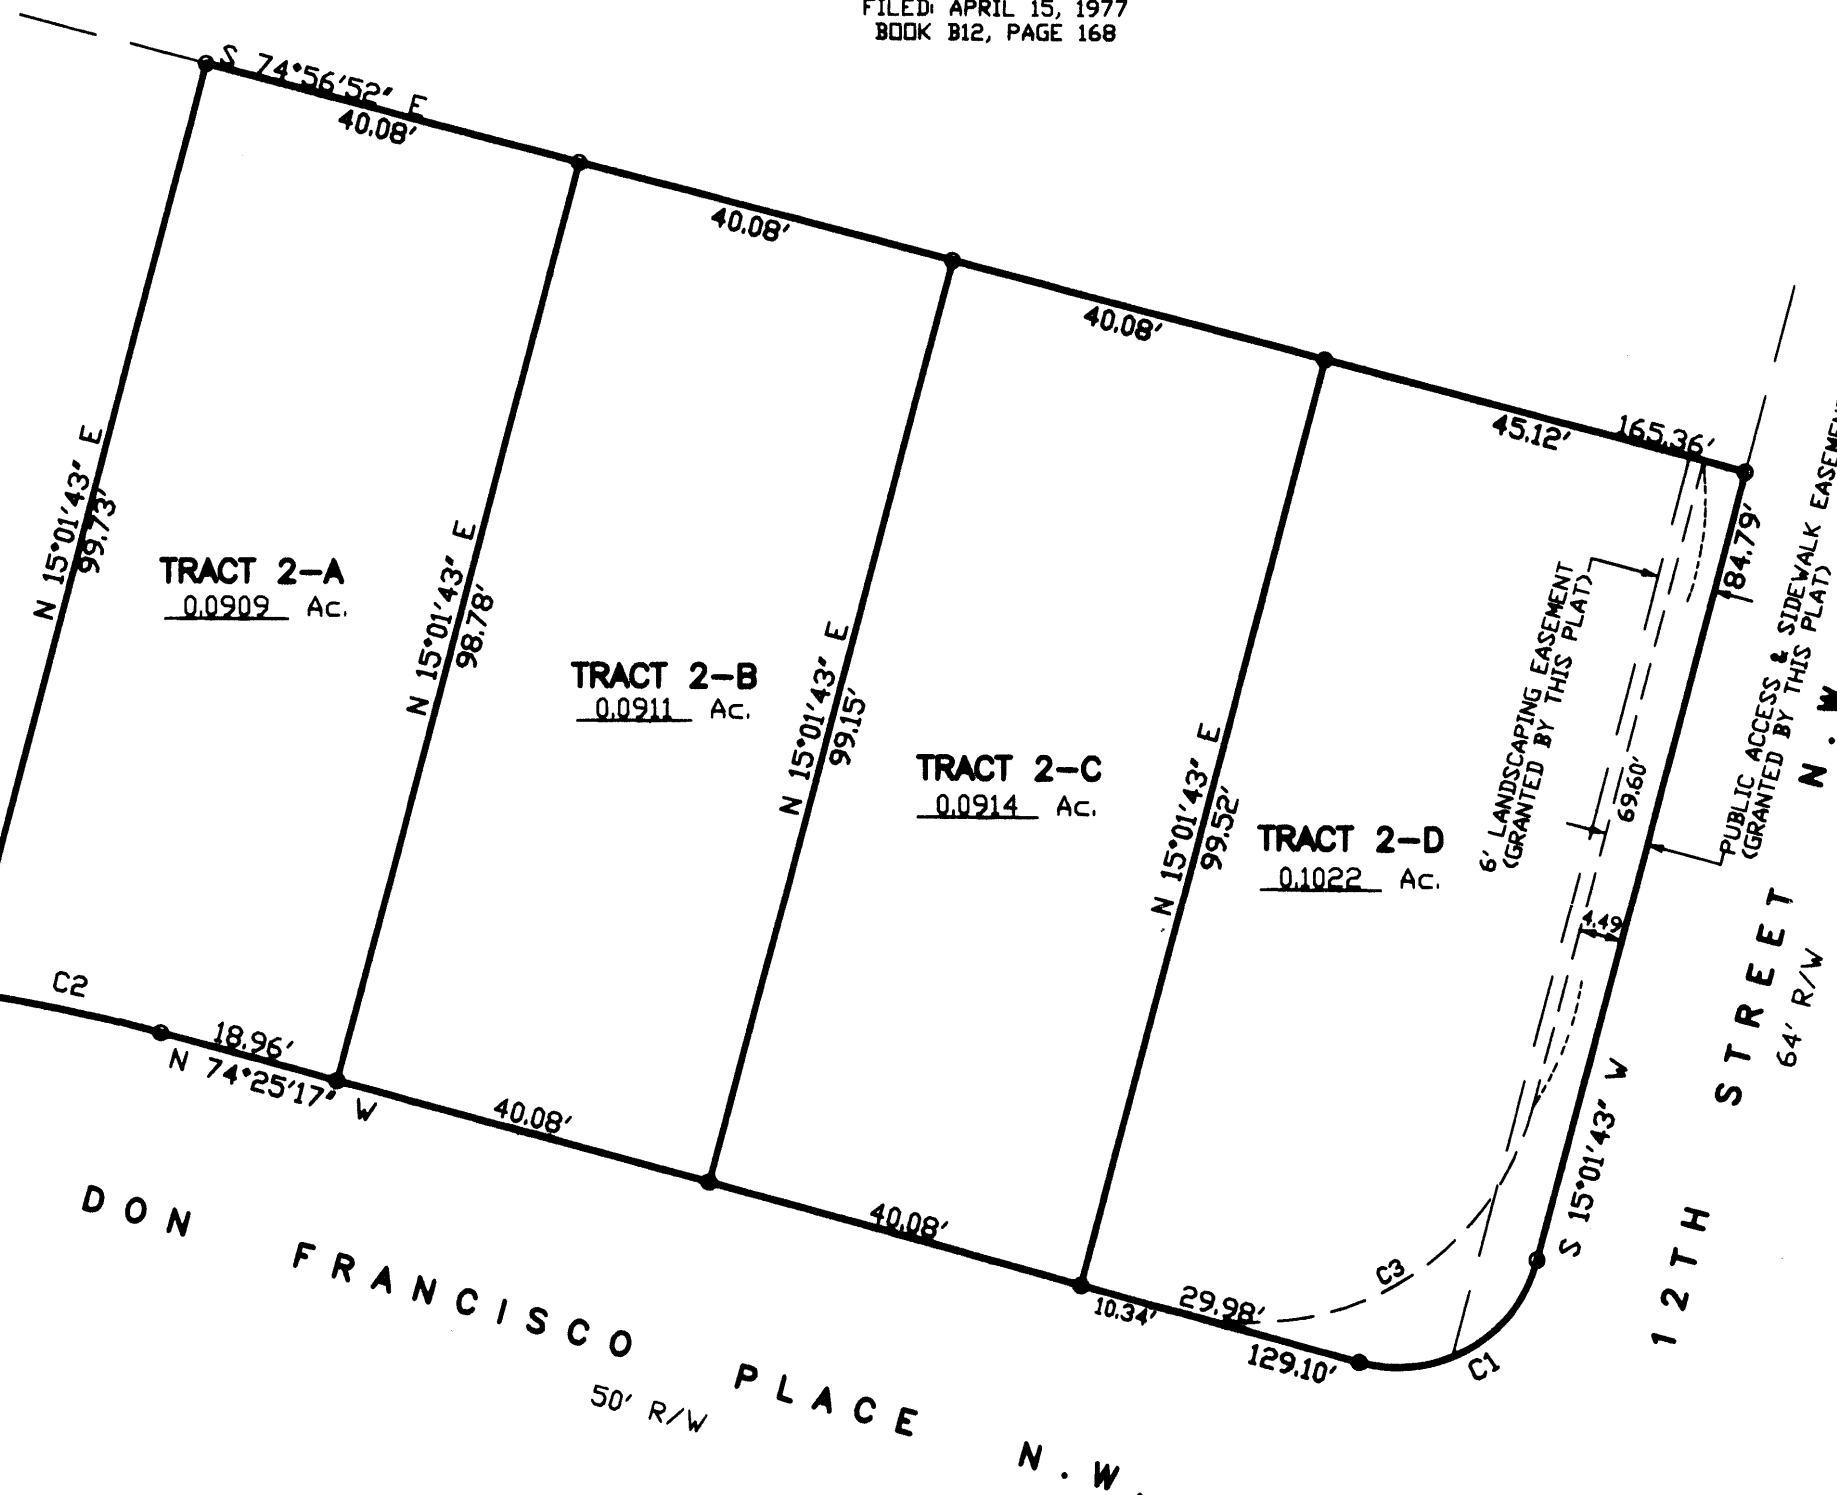 FILED: APRIL 15, 1977
BOOK B12, PAGE 168
S 74°56'52" E
40.08'
40.08'
40.08'
45.12'
165.36'
84.79'
N 15°01'43" E
99.73'
TRACT 2-A
0.0909 Ac.
N 15°01'43" E
98.78'
TRACT 2-B
0.0911 Ac.
N 15°01'43" E
99.15'
TRACT 2-C
0.0914 Ac.
N 15°01'43" E
99.52'
TRACT 2-D
0.1022 Ac.
6' LANDSCAPING EASEMENT
(GRANTED BY THIS PLAT)
69.60'
4.49
PUBLIC ACCESS & SIDEWALK EASEMENT
(GRANTED BY THIS PLAT)
S 15°01'43" W
12TH STREET N.W
64' R/W
C2
18.96'
N 74°25'17" W
40.08'
40.08'
10.34'
29.98'
129.10'
C3
C1
DON FRANCISCO PLACE N.W.
50' R/W